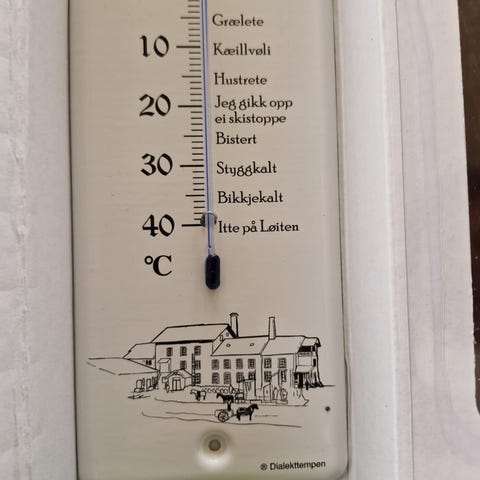 Grælete
10 Kæillvøli
Hustrete
20 Jeg gikk opp
ei skistoppe
Bistert
30 Styggkalt
Bikkjekalt
40 Itte på Løiten
°C
® Dialekttempen